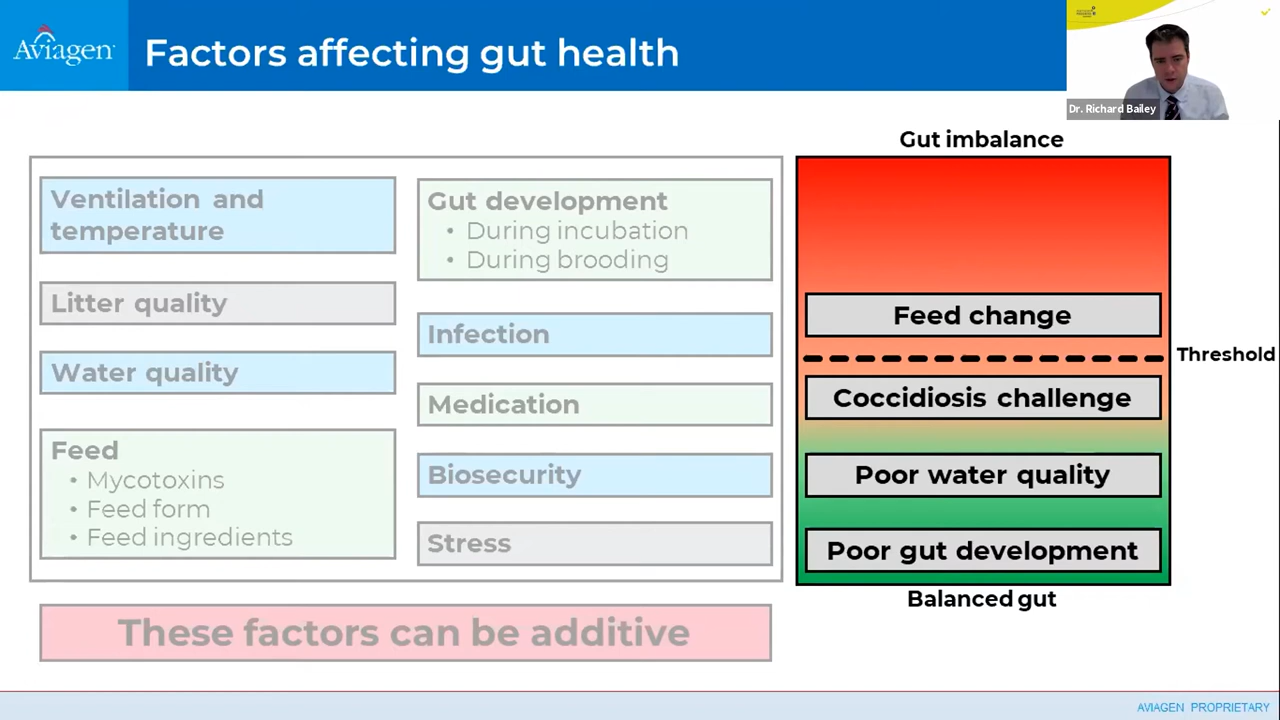 Aviagen
Factors affecting gut health
Dr. Richard Bailey
Ventilation and
temperature
Litter quality
Water quality
Feed
• Mycotoxins
• Feed form
• Feed ingredients
Gut development
• During incubation
• During brooding
Infection
Medication
Biosecurity
Stress
These factors can be additive
Gut imbalance
Feed change
Threshold
Coccidiosis challenge
Poor water quality
Poor gut development
Balanced gut
AVIAGEN PROPRIETARY